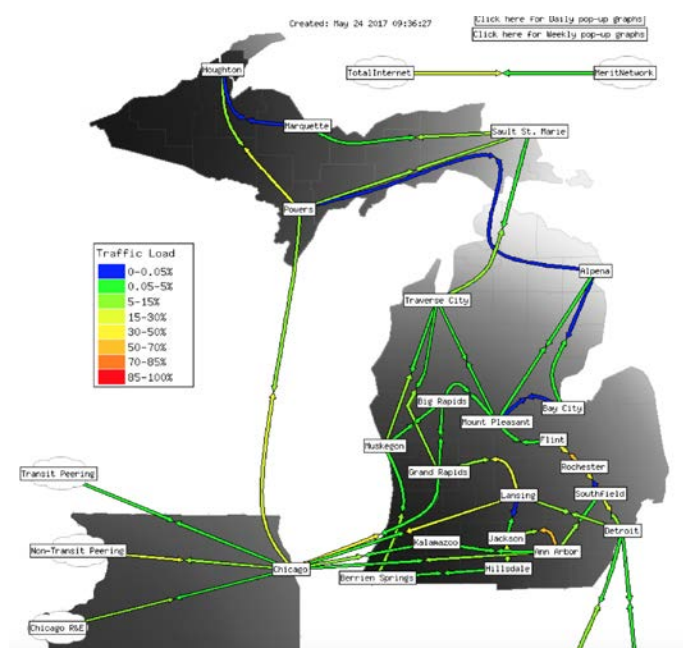 Created: May 24 2017 09:36:27
Click here for Daily pop-up graphs
Click here for Weekly pop-up graphs
Houghton
TotalInternet
MeritNetwork
Marquette
Sault St. Marie
Powers
Traffic Load
0-0.05%
0.05-5%
5-15%
15-30%
30-50%
50-70%
70-85%
85-100%
Alpena
Traverse City
Big Rapids
Bay City
Mount Pleasant
Muskegon
Flint
Grand Rapids
Rochester
Transit Peering
Lansing
Southfield
Detroit
Non-Transit Peering
Kalamazoo
Jackson
Ann Arbor
Chicago
Berrien Springs
Hillsdale
Chicago R&E